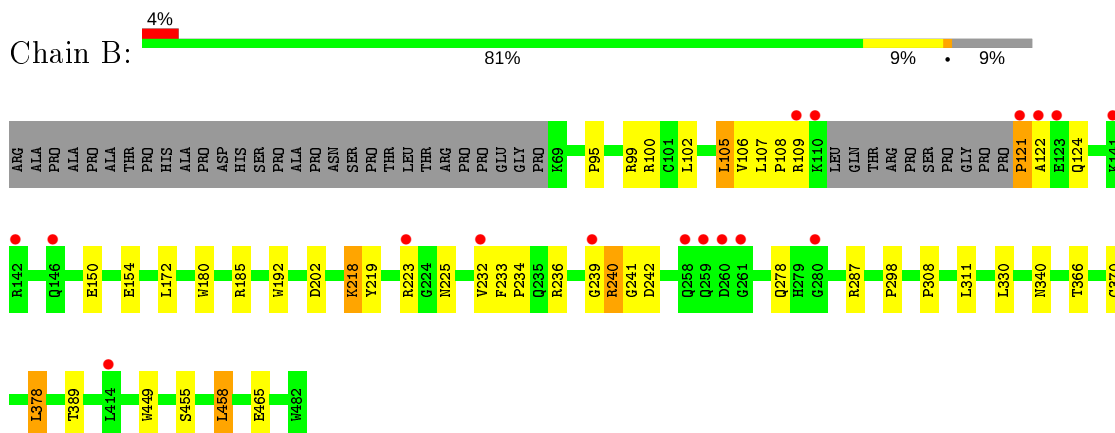 4%
Chain B:
81% 9% • 9%
ARG ALA PRO ALA PRO ALA THR PRO HIS ALA PRO ASP HIS SER PRO ALA PRO ASN SER PRO THR LEU THR ARG PRO PRO GLU GLY PRO K69 P95 R99 R100 C101 L102 L105 V106 L107 P108 R109 K110 LEU GLN THR ARG PRO SER PRO GLY PRO PRO P121 A122 E123 Q124 K141
R142 Q146 E150 E154 L172 W180 R185 W192 D202 K218 Y219 R223 G224 N225 V232 F233 P234 Q235 R236 G239 R240 G241 D242 Q258 Q259 D260 G261 Q278 H279 G280 R287 P298 P308 L311 L330 N340 T366
L378 T389 L414 W449 S455 L458 E465 W482